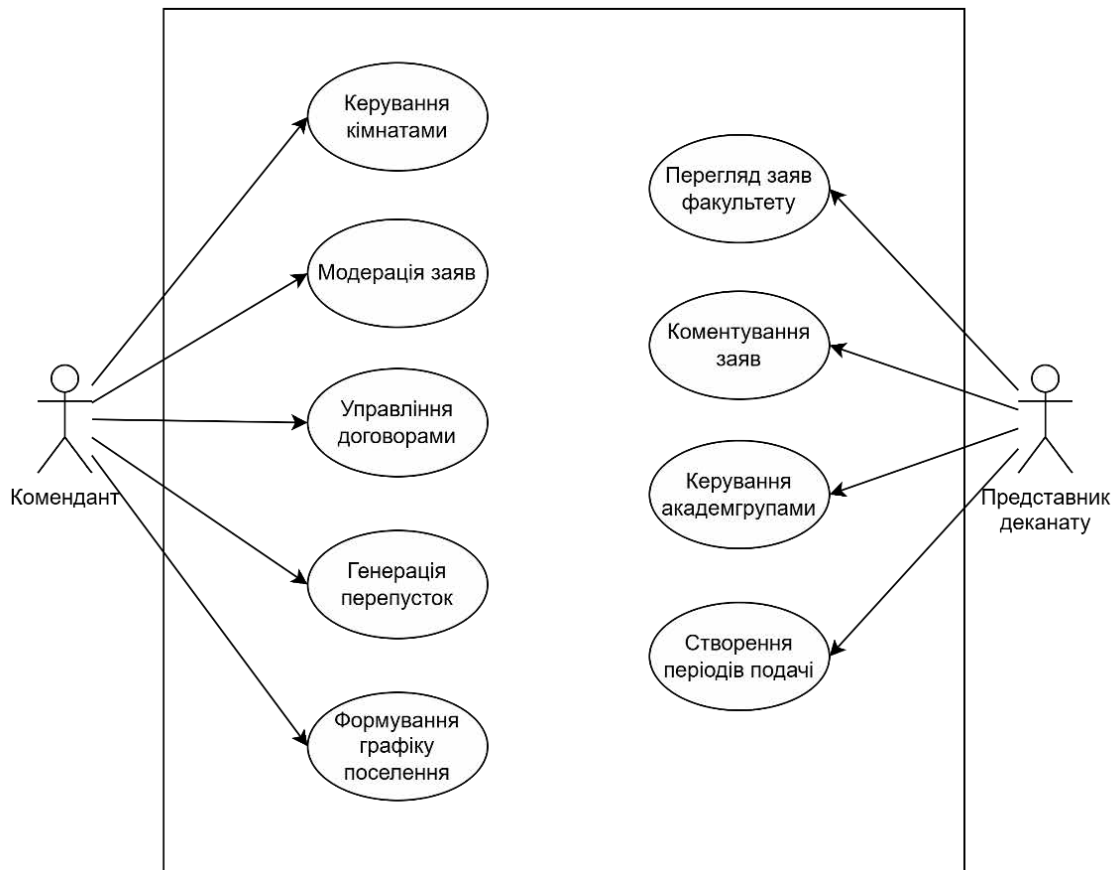 Керування
кімнатами
Модерація заяв
Управління
договорами
Генерація
перепусток
Формування
графіку
поселення
Комендант
Перегляд заяв
факультету
Коментування
заяв
Керування
академгрупами
Створення
періодів подачі
Представник
деканату